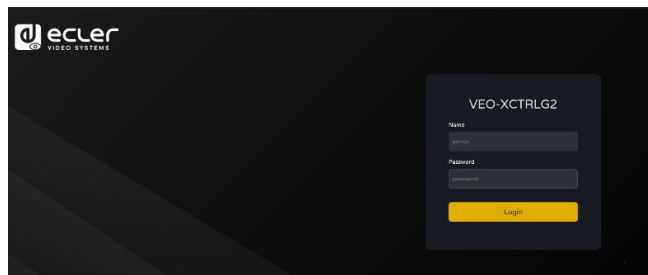 ecler
VIDEO SYSTEMS
VEO-XCTRLG2
Name
admin
Password
password
Login